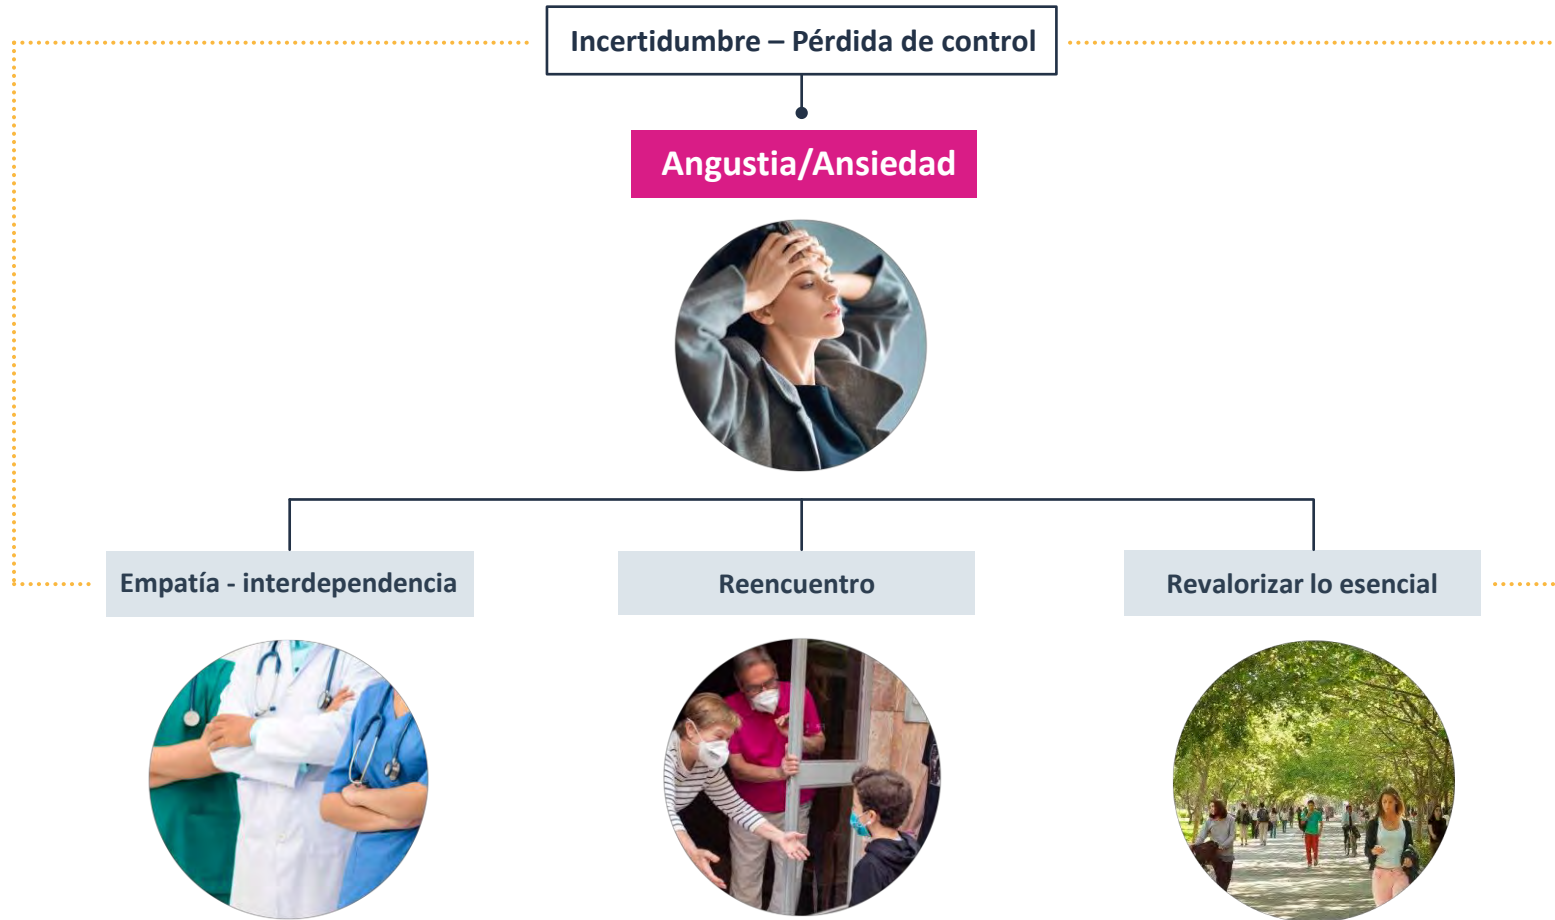 Incertidumbre – Pérdida de control
Angustia/Ansiedad
Empatía - interdependencia
Reencuentro
Revalorizar lo esencial